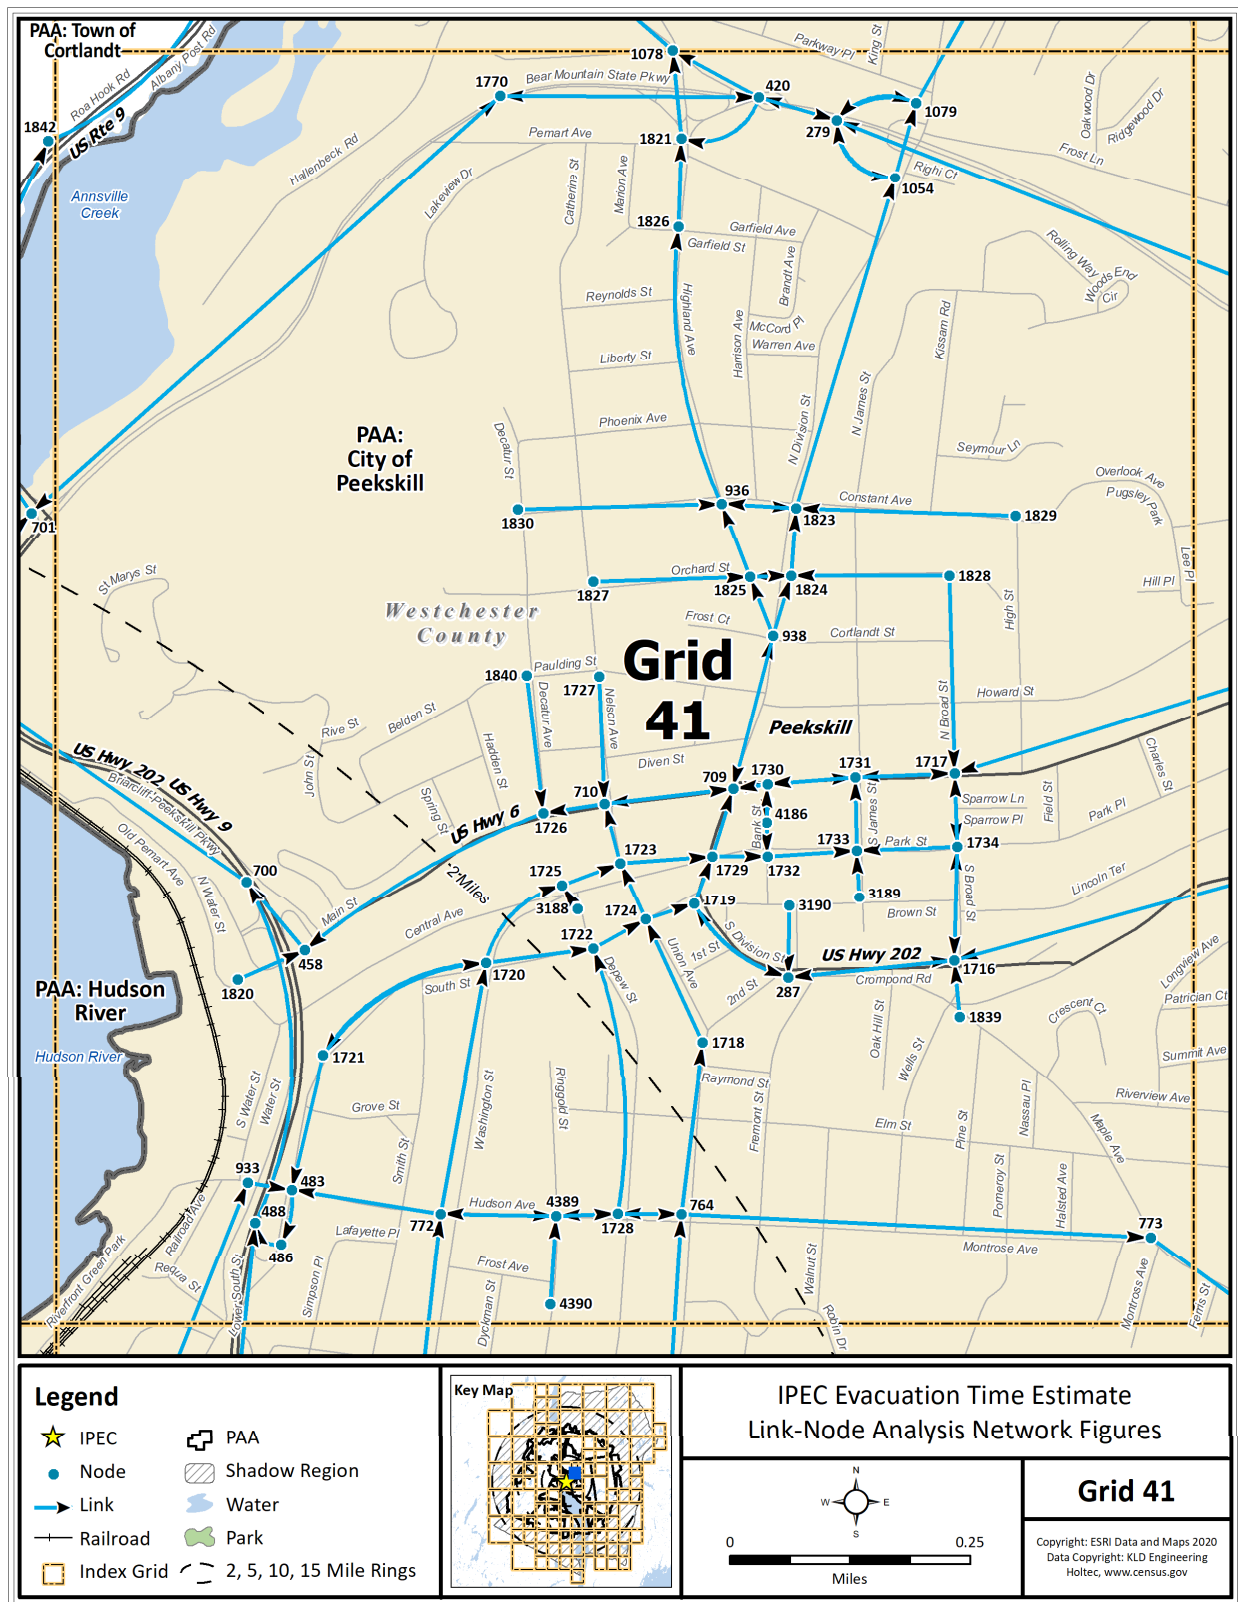 PAA: Town of
Cortlandt
Roa Hook Rd
Albany Post Rd
US Rte 9
1842
Annsville
Creek
1078
Parkway Pl
King St
Bear Mountain State Pkwy
1770
420
1079
279
Oakwood Dr
Ridgewood Dr
Frost Ln
Pemart Ave
1821
Righi Ct
1054
Hollenbeck Rd
Lakeview Dr
Catherine St
Marion Ave
1826
Garfield Ave
Garfield St
Brandt Ave
Rolling Way
Woods End
Cir
Reynolds St
Highland Ave
Harrison Ave
McCord Pl
Warren Ave
Kissam Rd
Liberty St
Phoenix Ave
N Division St
N James St
Decatur St
Seymour Ln
PAA:
City of
Peekskill
Overlook Ave
Pugsley Park
936
1830
1823
Constant Ave
1829
701
Lee Pl
St Marys St
Orchard St
1827
1825
1824
1828
High St
Hill Pl
Westchester
County
Frost Ct
938
Cortlandt St
Grid
41
1840
Paulding St
1727
Decatur Ave
Nelson Ave
Howard St
N Broad St
Beldon St
Rive St
John St
Hadden St
Peekskill
Diven St
Charles St
US Hwy 202
US Hwy 9
Briarcliff-Peekskill Pkwy
709
1730
1731
1717
710
Spring St
US Hwy 6
1726
Bank St
4186
S James St
Sparrow Ln
Sparrow Pl
Field St
Park Pl
Old Pemart Ave
1723
1729
1732
1733
Park St
1734
2 Miles
700
1725
3188
N Water St
Main St
Central Ave
1724
1719
3190
3189
Brown St
S Broad St
Lincoln Ter
1722
458
1820
1720
South St
Depew St
Union Ave
1st St
2nd St
S Division St
US Hwy 202
1716
287
Crompond Rd
Longview Ave
Patrician Ct
PAA: Hudson
River
1839
Crescent Ct
Hudson River
1721
1718
Oak Hill St
Wells St
Summit Ave
Raymond St
S Water St
Water St
Washington St
Ringgold St
Grove St
Fremont St
Elm St
Nassau Pl
Pine St
Riverview Ave
Maple Ave
Smith St
933
483
Pomeroy St
Halsted Ave
488
Hudson Ave
4389
764
Railroad Ave
772
1728
773
Lafayette Pl
486
Montrose Ave
Riverfront Green Park
Requa St
Lower South St
Simpson Pl
Frost Ave
Walnut St
Dyckman St
4390
Robin Dr
Montross Ave
Ferris St
Legend
IPEC
Node
Link
Railroad
Index Grid
PAA
Shadow Region
Water
Park
2, 5, 10, 15 Mile Rings
Key Map
IPEC Evacuation Time Estimate
Link-Node Analysis Network Figures
N
W E
S
0 0.25
Miles
Grid 41
Copyright: ESRI Data and Maps 2020
Data Copyright: KLD Engineering
Holtec, www.census.gov